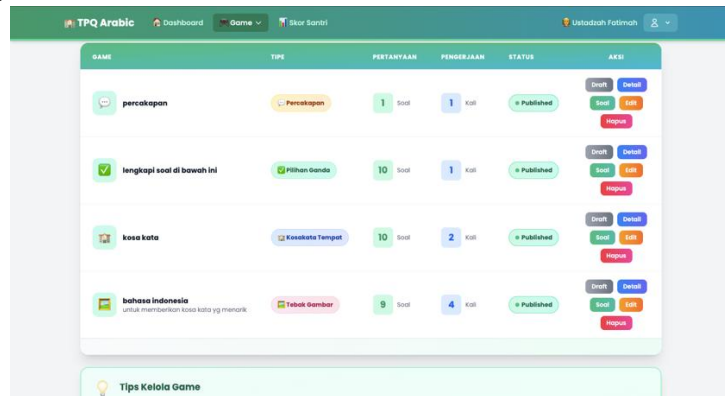 TPQ Arabic Dashboard Game Skor Santri Ustadzah Fatimah
GAME TIPE PERTANYAAN PENGERJAAN STATUS AKSI
percakapan Percakapan 1 Soal 1 Kali Published
Draft Detail
Soal Edit
Hapus
lengkapi soal di bawah ini Pilihan Ganda 10 Soal 1 Kali Published
Draft Detail
Soal Edit
Hapus
kosa kata Kosakata Tempat 10 Soal 2 Kali Published
Draft Detail
Soal Edit
Hapus
bahasa indonesia
untuk memberikan kosa kata yg menarik
Tebak Gambar 9 Soal 4 Kali Published
Draft Detail
Soal Edit
Hapus
Tips Kelola Game